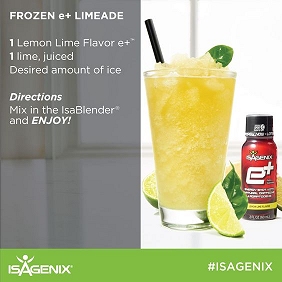 FROZEN e+ LIMEADE
1 Lemon Lime Flavor e+™
1 lime, juiced
Desired amount of ice
Directions
Mix in the IsaBlender®
and ENJOY!
ISAGENIX
e+
ISAGENIX®
#ISAGENIX